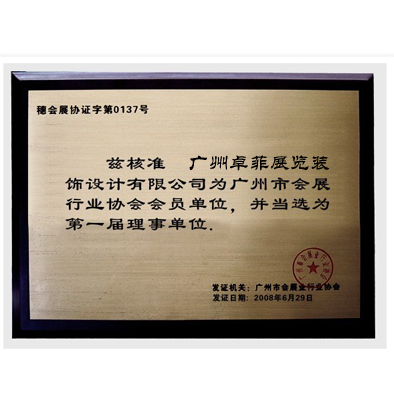 穗会展协证字第0137号
兹核准 广州卓菲展览装
饰设计有限公司为广州市会展
行业协会会员单位，并当选为
第一届理事单位.
发证机关：广州市会展业行业协会
发证日期：2008年6月29日